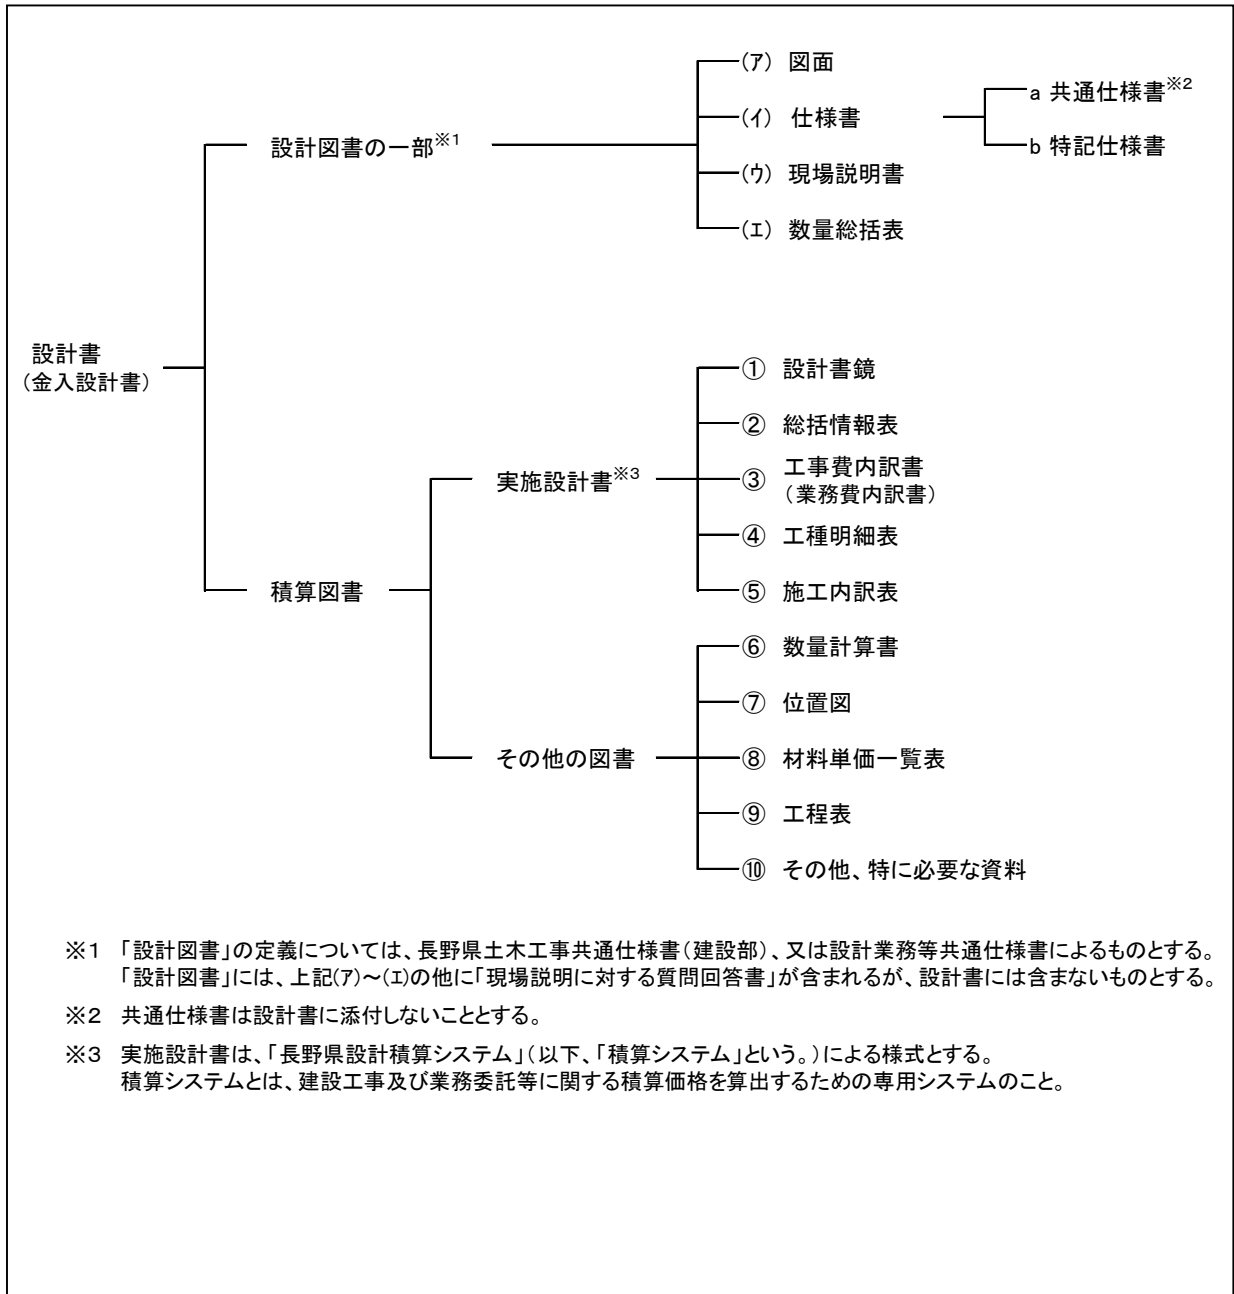 (ア) 図面
(イ) 仕様書
a 共通仕様書※2
b 特記仕様書
設計図書の一部※1
(ウ) 現場説明書
(エ) 数量総括表
設計書
(金入設計書)
① 設計書鏡
② 総括情報表
実施設計書※3
③ 工事費内訳書
(業務費内訳書)
④ 工種明細表
積算図書
⑤ 施工内訳表
⑥ 数量計算書
⑦ 位置図
その他の図書
⑧ 材料単価一覧表
⑨ 工程表
⑩ その他、特に必要な資料
※1 「設計図書」の定義については、長野県土木工事共通仕様書(建設部)、又は設計業務等共通仕様書によるものとする。
「設計図書」には、上記(ア)~(エ)の他に「現場説明に対する質問回答書」が含まれるが、設計書には含まないものとする。
※2 共通仕様書は設計書に添付しないこととする。
※3 実施設計書は、「長野県設計積算システム」(以下、「積算システム」という。)による様式とする。
積算システムとは、建設工事及び業務委託等に関する積算価格を算出するための専用システムのこと。